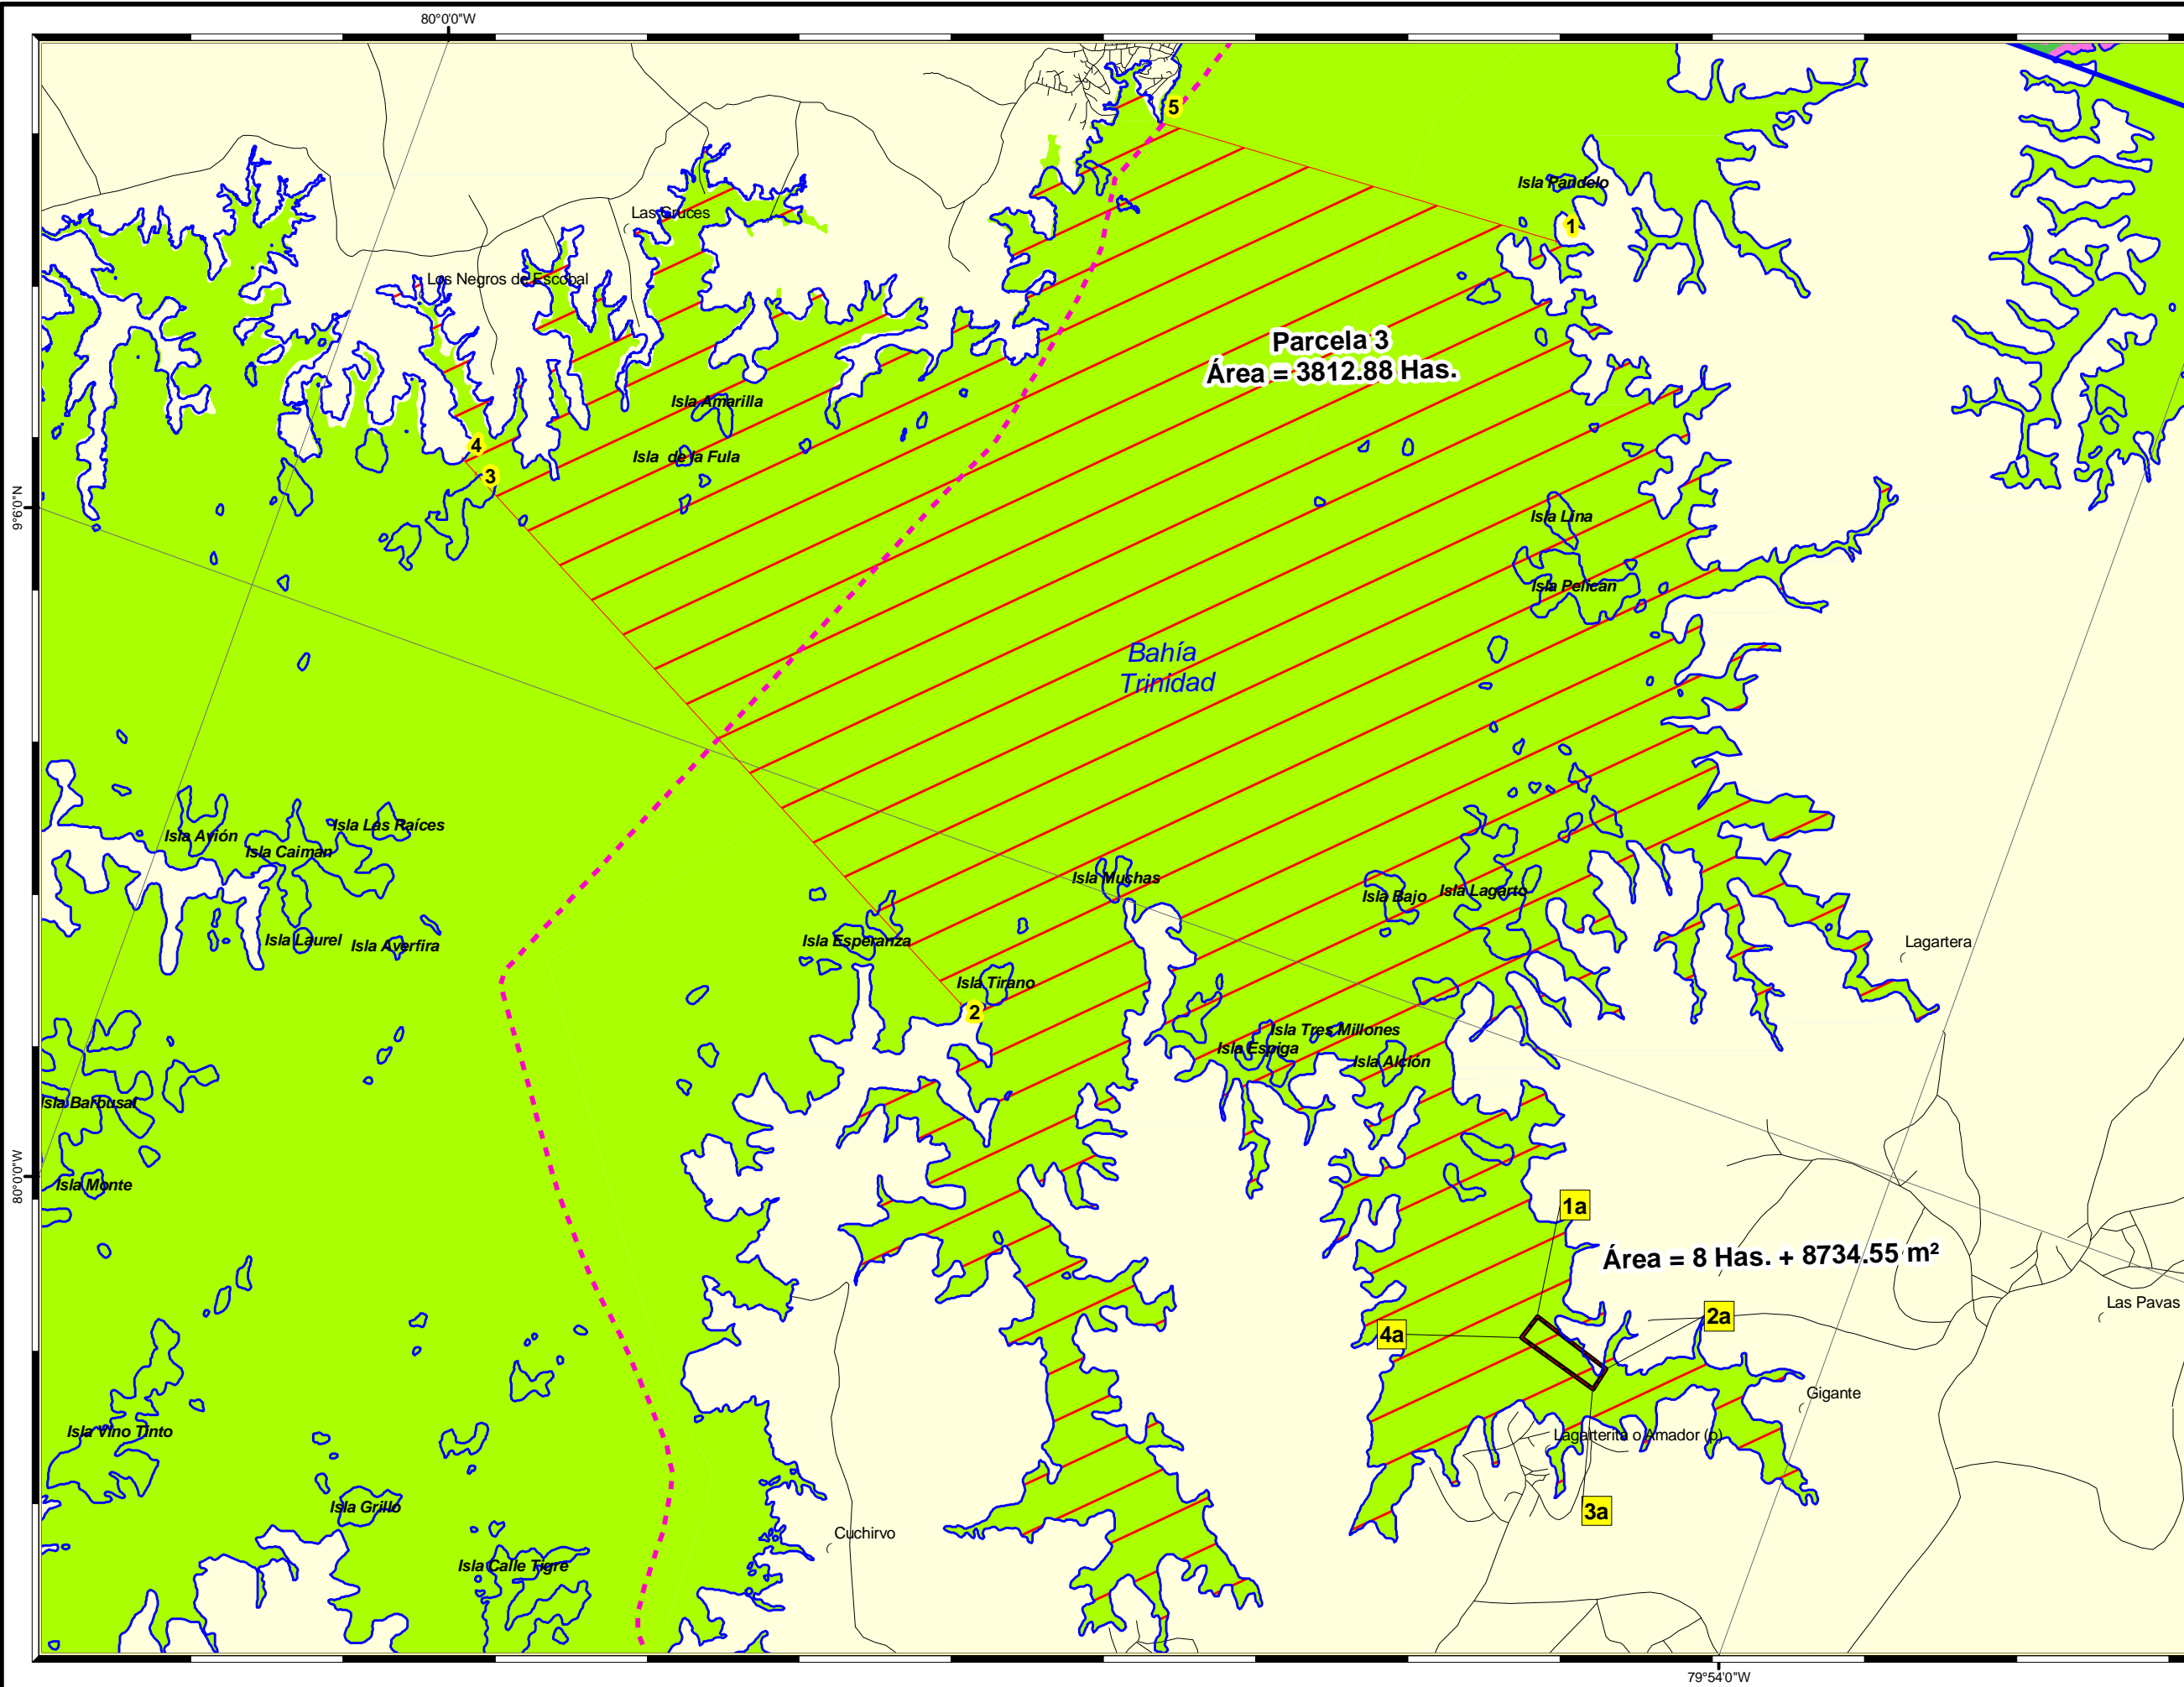 80°0'0"W
5
Isla Pandelo
1
Las Cruces
Los Negros de Escobal
Parcela 3
Área = 3812.88 Has.
Isla Amarilla
4
Isla de la Fula
3
9°6'0"N
Isla Lina
Isla Pelican
Bahía
Trinidad
Isla Las Raíces
Isla Avión
Isla Caiman
Isla Muchas
Isla Bajo
Isla Lagarto
Isla Laurel
Isla Averfira
Isla Esperanza
Lagartera
Isla Tirano
2
Isla Tres Millones
Isla Espiga
Isla Alción
Isla Barbusal
80°0'0"W
Isla Monte
1a
Área = 8 Has. + 8734.55 m²
Las Pavas
2a
4a
Gigante
Isla Vino Tinto
Lagarterita o Amador (p)
Isla Grillo
3a
Cuchirvo
Isla Calle Tigre
79°54'0"W